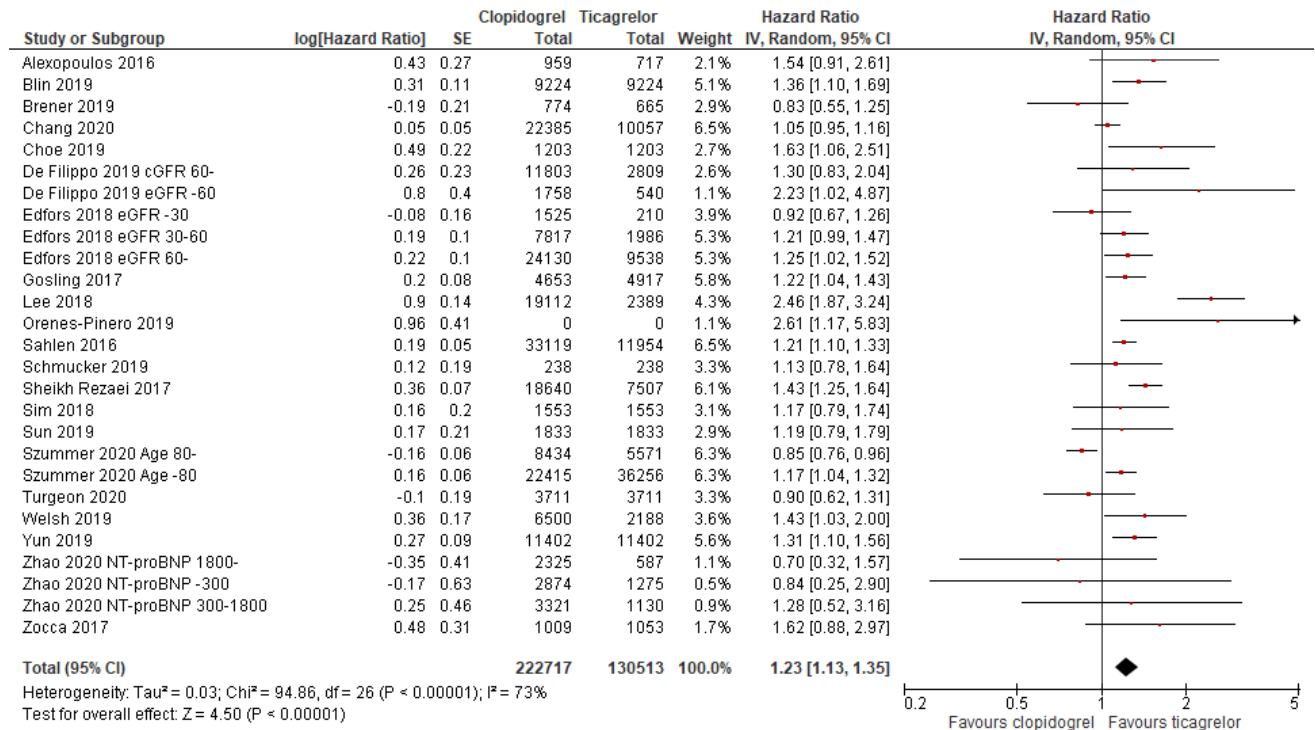 Clopidogrel Ticagrelor Hazard Ratio Hazard Ratio
Study or Subgroup log[Hazard Ratio] SE Total Total Weight IV, Random, 95% CI IV, Random, 95% CI
Alexopoulos 2016 0.43 0.27 959 717 2.1% 1.54 [0.91, 2.61]
Blin 2019 0.31 0.11 9224 9224 5.1% 1.36 [1.10, 1.69]
Brener 2019 -0.19 0.21 774 665 2.9% 0.83 [0.55, 1.25]
Chang 2020 0.05 0.05 22385 10057 6.5% 1.05 [0.95, 1.16]
Choe 2019 0.49 0.22 1203 1203 2.7% 1.63 [1.06, 2.51]
De Filippo 2019 cGFR 60- 0.26 0.23 11803 2809 2.6% 1.30 [0.83, 2.04]
De Filippo 2019 eGFR -60 0.8 0.4 1758 540 1.1% 2.23 [1.02, 4.87]
Edfors 2018 eGFR -30 -0.08 0.16 1525 210 3.9% 0.92 [0.67, 1.26]
Edfors 2018 eGFR 30-60 0.19 0.1 7817 1986 5.3% 1.21 [0.99, 1.47]
Edfors 2018 eGFR 60- 0.22 0.1 24130 9538 5.3% 1.25 [1.02, 1.52]
Gosling 2017 0.2 0.08 4653 4917 5.8% 1.22 [1.04, 1.43]
Lee 2018 0.9 0.14 19112 2389 4.3% 2.46 [1.87, 3.24]
Orenes-Pinero 2019 0.96 0.41 0 0 1.1% 2.61 [1.17, 5.83]
Sahlen 2016 0.19 0.05 33119 11954 6.5% 1.21 [1.10, 1.33]
Schmucker 2019 0.12 0.19 238 238 3.3% 1.13 [0.78, 1.64]
Sheikh Rezaei 2017 0.36 0.07 18640 7507 6.1% 1.43 [1.25, 1.64]
Sim 2018 0.16 0.2 1553 1553 3.1% 1.17 [0.79, 1.74]
Sun 2019 0.17 0.21 1833 1833 2.9% 1.19 [0.79, 1.79]
Szummer 2020 Age 80- -0.16 0.06 8434 5571 6.3% 0.85 [0.76, 0.96]
Szummer 2020 Age -80 0.16 0.06 22415 36256 6.3% 1.17 [1.04, 1.32]
Turgeon 2020 -0.1 0.19 3711 3711 3.3% 0.90 [0.62, 1.31]
Welsh 2019 0.36 0.17 6500 2188 3.6% 1.43 [1.03, 2.00]
Yun 2019 0.27 0.09 11402 11402 5.6% 1.31 [1.10, 1.56]
Zhao 2020 NT-proBNP 1800- -0.35 0.41 2325 587 1.1% 0.70 [0.32, 1.57]
Zhao 2020 NT-proBNP -300 -0.17 0.63 2874 1275 0.5% 0.84 [0.25, 2.90]
Zhao 2020 NT-proBNP 300-1800 0.25 0.46 3321 1130 0.9% 1.28 [0.52, 3.16]
Zocca 2017 0.48 0.31 1009 1053 1.7% 1.62 [0.88, 2.97]
Total (95% CI) 222717 130513 100.0% 1.23 [1.13, 1.35]
Heterogeneity: Tau² = 0.03; Chi² = 94.86, df = 26 (P < 0.00001); I² = 73%
Test for overall effect: Z = 4.50 (P < 0.00001)
0.2 0.5 1 2 5
Favours clopidogrel Favours ticagrelor